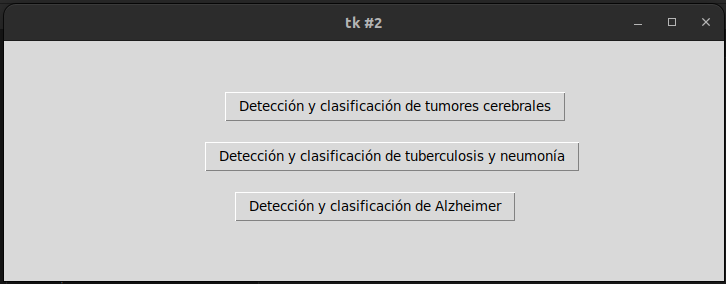 tk #2
Detección y clasificación de tumores cerebrales
Detección y clasificación de tuberculosis y neumonía
Detección y clasificación de Alzheimer